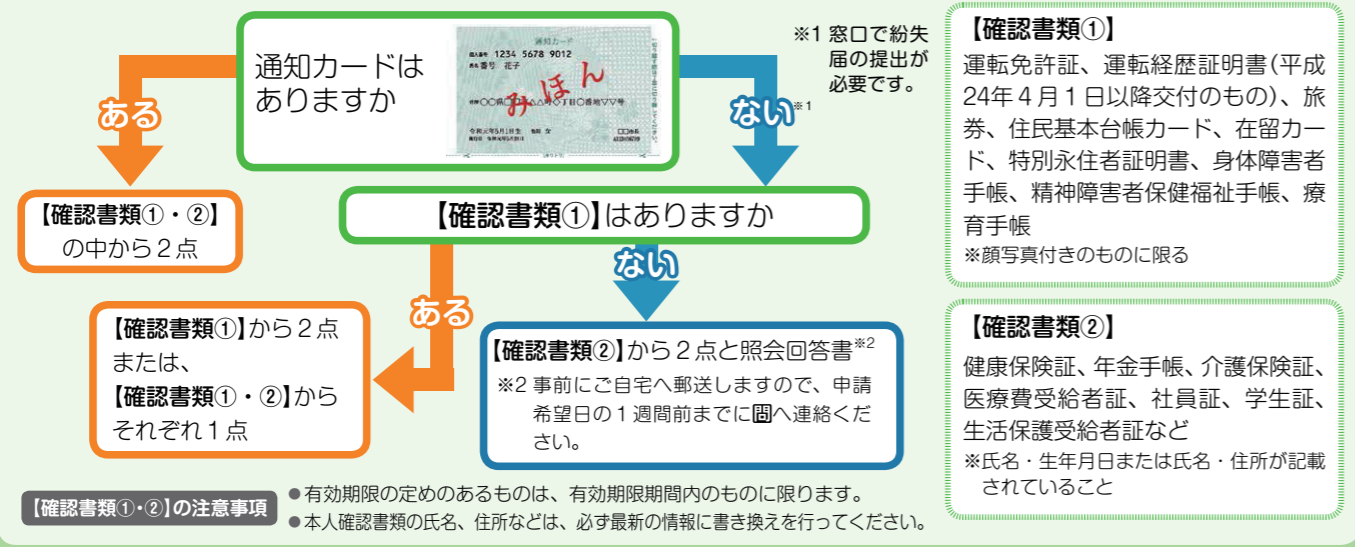 通知カードは
ありますか
通知カード
個人番号 1234 5678 9012
氏名 番号 花子
みほん
※1 窓口で紛失
届の提出が
必要です。
ある
ない※1
【確認書類①・②】
の中から2点
【確認書類①】はありますか
ある
ない
【確認書類①】から2点
または、
【確認書類①・②】から
それぞれ1点
【確認書類②】から2点と照会回答書※2
※2 事前にご自宅へ郵送しますので、申請
希望日の1週間前までに問へ連絡くだ
さい。
【確認書類①】
運転免許証、運転経歴証明書(平成
24年4月1日以降交付のもの)、旅
券、住民基本台帳カード、在留カー
ド、特別永住者証明書、身体障害者
手帳、精神障害者保健福祉手帳、療
育手帳
※顔写真付きのものに限る
【確認書類②】
健康保険証、年金手帳、介護保険証、
医療費受給者証、社員証、学生証、
生活保護受給者証など
※氏名・生年月日または氏名・住所が記載
されていること
【確認書類①・②】の注意事項
●有効期限の定めのあるものは、有効期限期間内のものに限ります。
●本人確認書類の氏名、住所などは、必ず最新の情報に書き換えを行ってください。